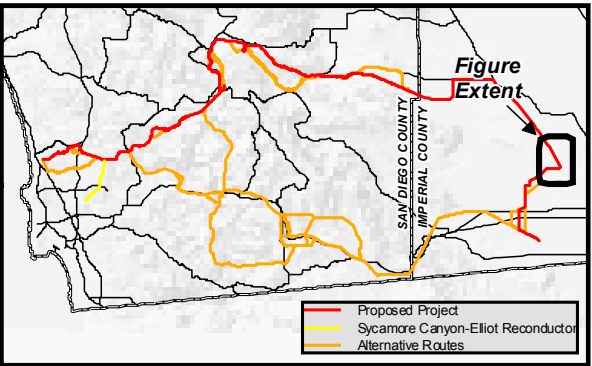 Figure
Extent
SAN DIEGO COUNTY
IMPERIAL COUNTY
Proposed Project
Sycamore Canyon-Elliot Reconductor
Alternative Routes